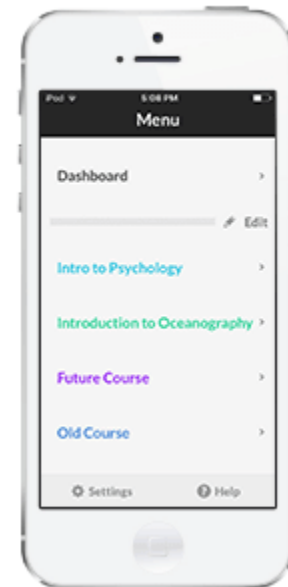 iPod 5:08 PM
Menu
Dashboard
Edit
Intro to Psychology
Introduction to Oceanography
Future Course
Old Course
Settings Help